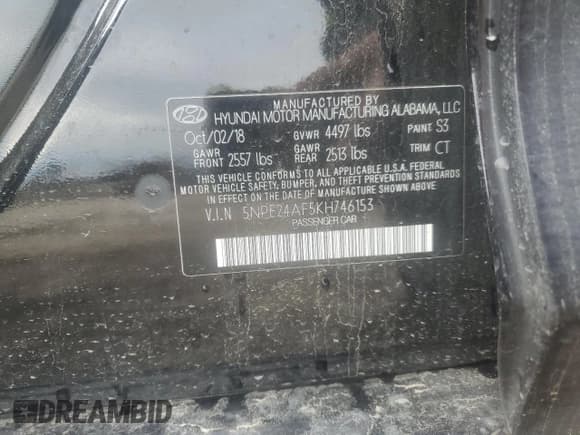 MANUFACTURED BY
HYUNDAI MOTOR MANUFACTURING ALABAMA, LLC
Oct/02/18 GVWR 4497 lbs PAINT S3
GAWR FRONT 2557 lbs GAWR REAR 2513 lbs TRIM CT
THIS VEHICLE CONFORMS TO ALL APPLICABLE U.S.A. FEDERAL
MOTOR VEHICLE SAFETY, BUMPER, AND THEFT PREVENTION STANDARDS
IN EFFECT ON THE DATE OF MANUFACTURE SHOWN ABOVE.
V.I.N 5NPE24AF5KH746153
PASSENGER CAR
DREAMBID